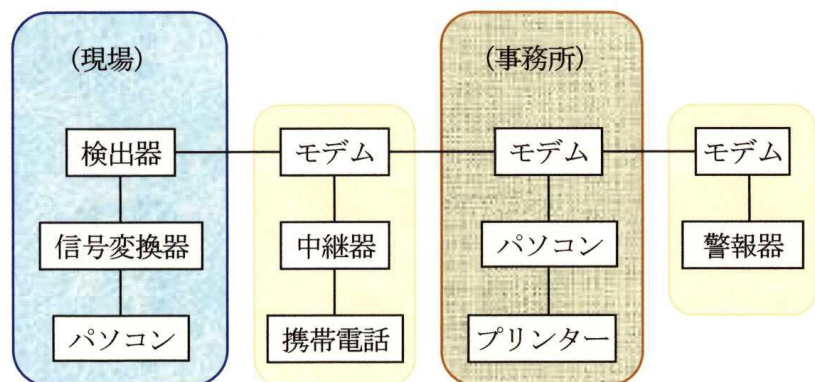 (現場)
(事務所)
検出器
モデム
モデム
モデム
信号変換器
中継器
パソコン
警報器
パソコン
携帯電話
プリンター